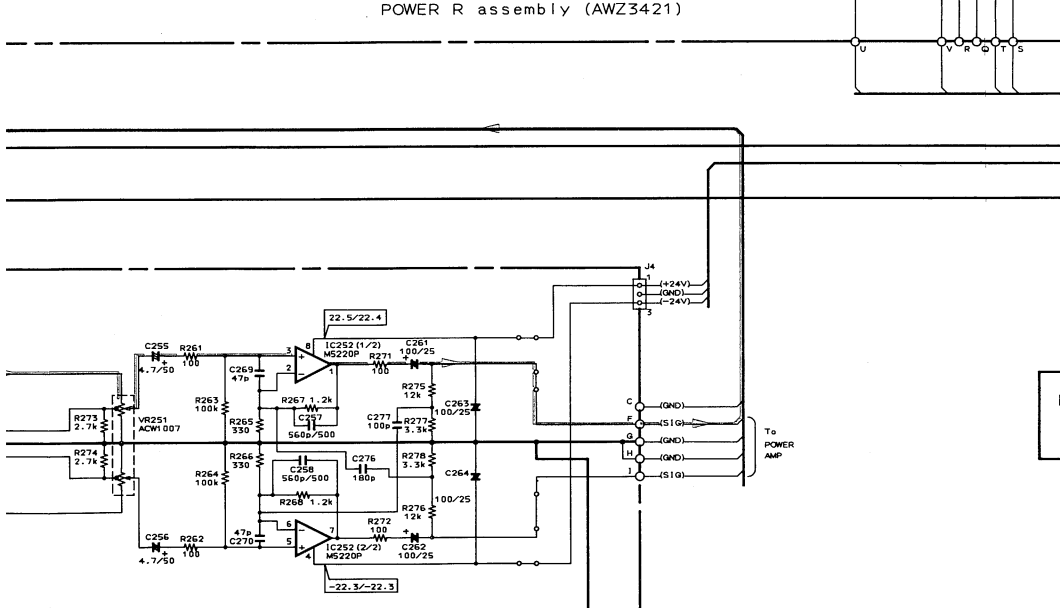 POWER R assembly (AWZ3421)
U V R Q T S
J4
1
(+24V)
(GND)
(-24V)
3
22.5/22.4
C255
4.7/50
R261
100
C269
47p
3
2
8
1
IC252 (1/2)
M5220P
R271
100
C261
100/25
R275
12k
R263
100k
R267 1.2k
C257
560p/500
C277
100p
R277
3.3k
C263
100/25
R273
2.7k
VR251
ACW1007
R265
330
C (GND)
F (SIG)
G (GND)
H (GND)
I (SIG)
To
POWER
AMP
R274
2.7k
R264
100k
R266
330
C258
560p/500
R268 1.2k
C276
180p
R278
3.3k
C264
100/25
R276
12k
C256
4.7/50
R262
100
47p
C270
6
5
7
4
IC252 (2/2)
M5220P
R272
100
C262
100/25
-22.3/-22.3